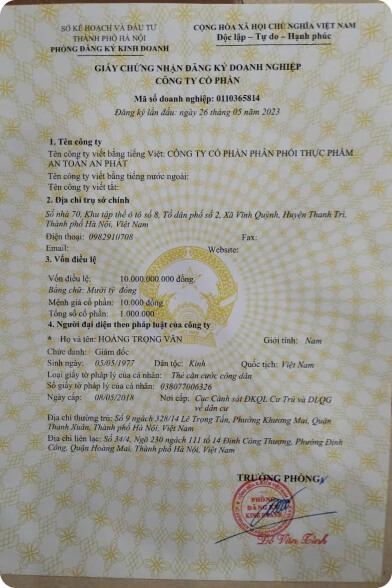 SỞ KẾ HOẠCH VÀ ĐẦU TƯ
THÀNH PHỐ HÀ NỘI
PHÒNG ĐĂNG KÝ KINH DOANH
CỘNG HÒA XÃ HỘI CHỦ NGHĨA VIỆT NAM
Độc lập – Tự do – Hạnh phúc
GIẤY CHỨNG NHẬN ĐĂNG KÝ DOANH NGHIỆP
CÔNG TY CỔ PHẦN
Mã số doanh nghiệp: 0110365814
Đăng ký lần đầu: ngày 26 tháng 05 năm 2023
1. Tên công ty
Tên công ty viết bằng tiếng Việt: CÔNG TY CỔ PHẦN PHÂN PHỐI THỰC PHẨM
AN TOÀN AN PHÁT
Tên công ty viết bằng tiếng nước ngoài:
Tên công ty viết tắt:
2. Địa chỉ trụ sở chính
Số nhà 70, Khu tập thể ô tô số 8, Tổ dân phố số 2, Xã Vĩnh Quỳnh, Huyện Thanh Trì,
Thành phố Hà Nội, Việt Nam
Điện thoại: 0982910708 Fax:
Email: Website:
3. Vốn điều lệ
Vốn điều lệ: 10.000.000.000 đồng.
Bằng chữ: Mười tỷ đồng
Mệnh giá cổ phần: 10.000 đồng.
Tổng số cổ phần: 1.000.000
4. Người đại diện theo pháp luật của công ty
* Họ và tên: HOÀNG TRỌNG VĂN Giới tính: Nam
Chức danh: Giám đốc
Sinh ngày: 05/05/1977 Dân tộc: Kinh Quốc tịch: Việt Nam
Loại giấy tờ pháp lý của cá nhân: Thẻ căn cước công dân
Số giấy tờ pháp lý của cá nhân: 038077006326
Ngày cấp: 08/05/2018 Nơi cấp: Cục Cảnh sát ĐKQL Cư Trú và DLQG
về dân cư
Địa chỉ thường trú: Số 9 ngách 328/14 Lê Trọng Tấn, Phường Khương Mai, Quận
Thanh Xuân, Thành phố Hà Nội, Việt Nam
Địa chỉ liên lạc: Số 34/4, Ngõ 230 ngách 111 tổ 14 Định Công Thượng, Phường Định
Công, Quận Hoàng Mai, Thành phố Hà Nội, Việt Nam
TRƯỞNG PHÒNG
PHÒNG
ĐĂNG KÝ
KINH DOANH
Đỗ Văn Tình